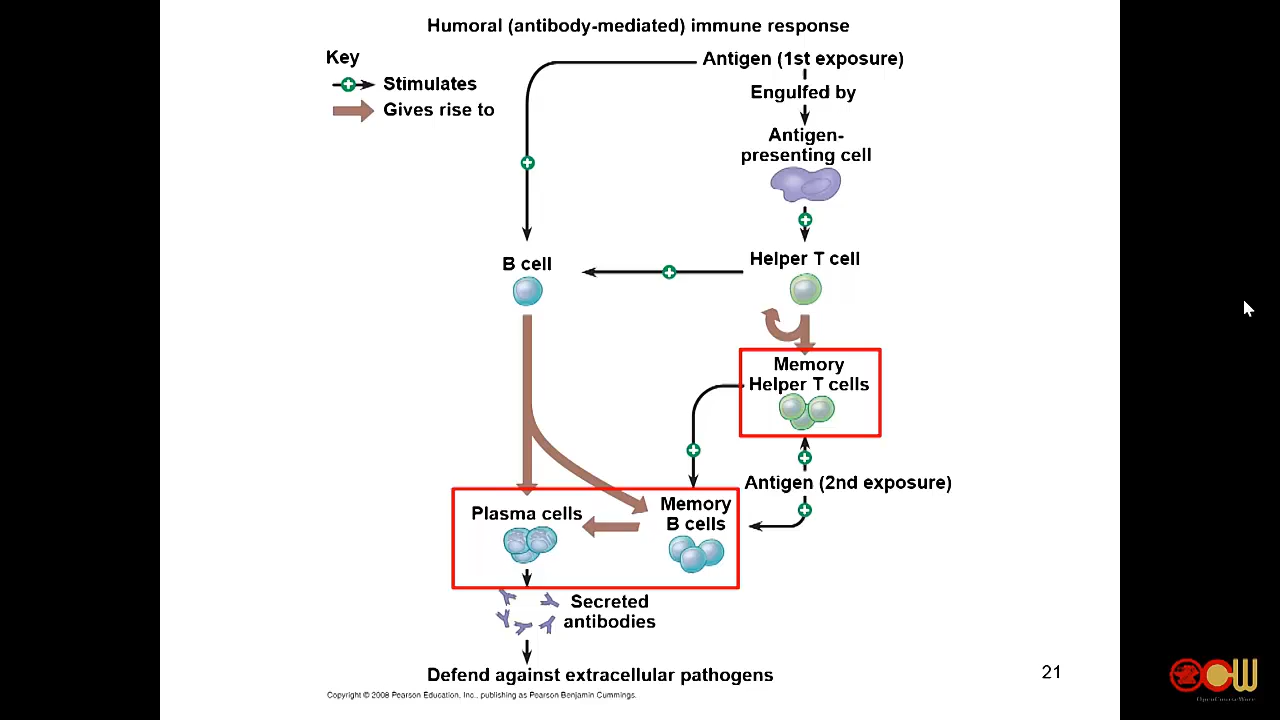 Humoral (antibody-mediated) immune response
Key
Stimulates
Gives rise to
Antigen (1st exposure)
Engulfed by
Antigen-
presenting cell
B cell
Helper T cell
Memory
Helper T cells
Antigen (2nd exposure)
Plasma cells
Memory
B cells
Secreted
antibodies
Defend against extracellular pathogens
Copyright © 2008 Pearson Education, Inc., publishing as Pearson Benjamin Cummings.
21
OpenCourseWare